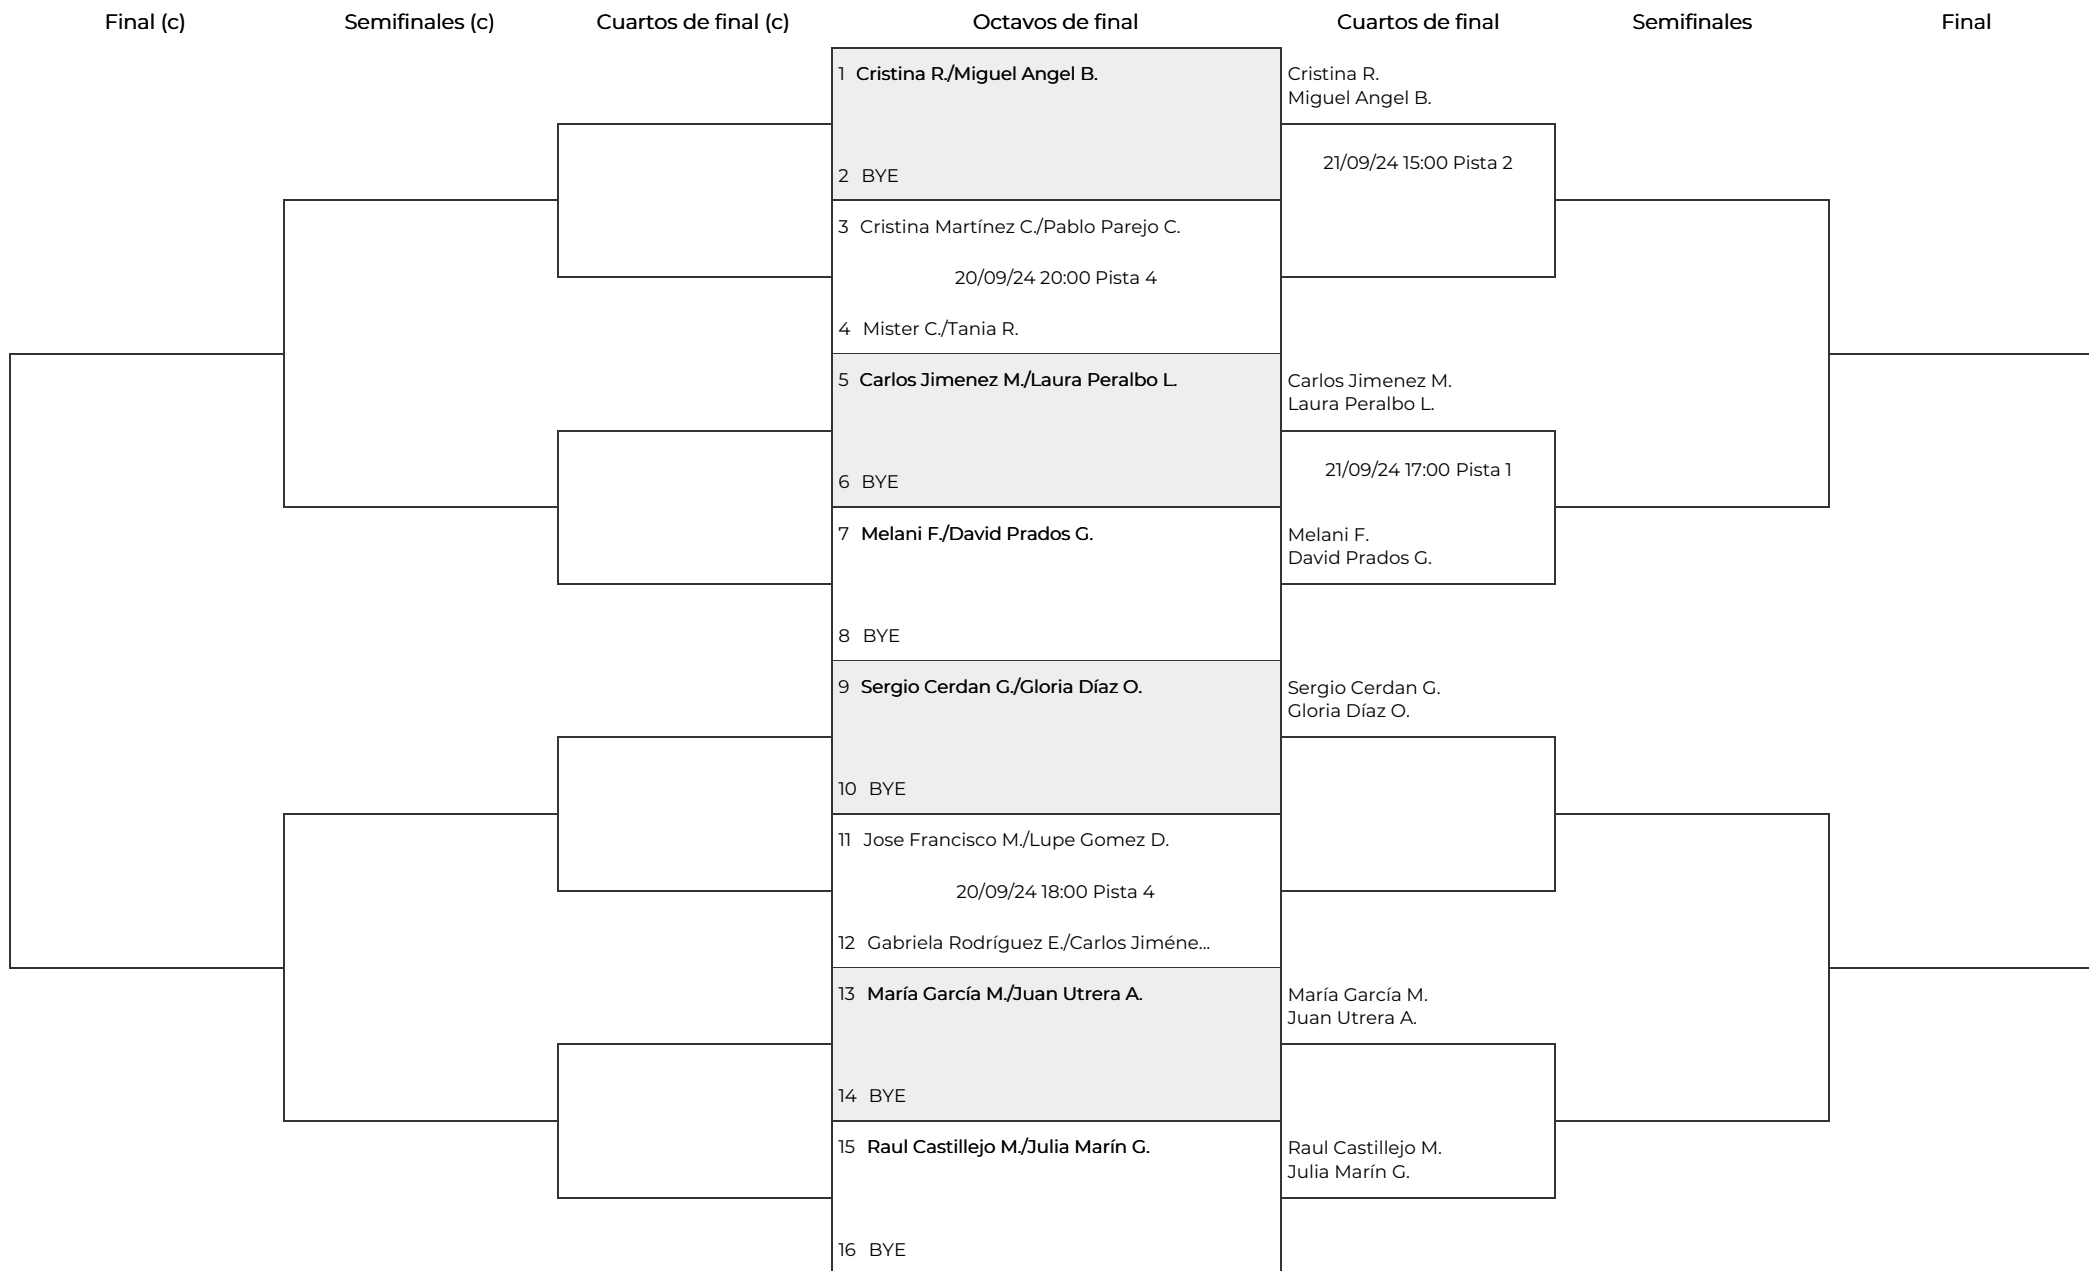 Final (c)
Semifinales (c)
Cuartos de final (c)
Octavos de final
Cuartos de final
Semifinales
Final
1 Cristina R./Miguel Angel B.
2 BYE
3 Cristina Martínez C./Pablo Parejo C.
20/09/24 20:00 Pista 4
4 Mister C./Tania R.
5 Carlos Jimenez M./Laura Peralbo L.
6 BYE
7 Melani F./David Prados G.
8 BYE
9 Sergio Cerdan G./Gloria Díaz O.
10 BYE
11 Jose Francisco M./Lupe Gomez D.
20/09/24 18:00 Pista 4
12 Gabriela Rodríguez E./Carlos Jiméne...
13 María García M./Juan Utrera A.
14 BYE
15 Raul Castillejo M./Julia Marín G.
16 BYE
Cristina R.
Miguel Angel B.
21/09/24 15:00 Pista 2
Carlos Jimenez M.
Laura Peralbo L.
21/09/24 17:00 Pista 1
Melani F.
David Prados G.
Sergio Cerdan G.
Gloria Díaz O.
María García M.
Juan Utrera A.
Raul Castillejo M.
Julia Marín G.